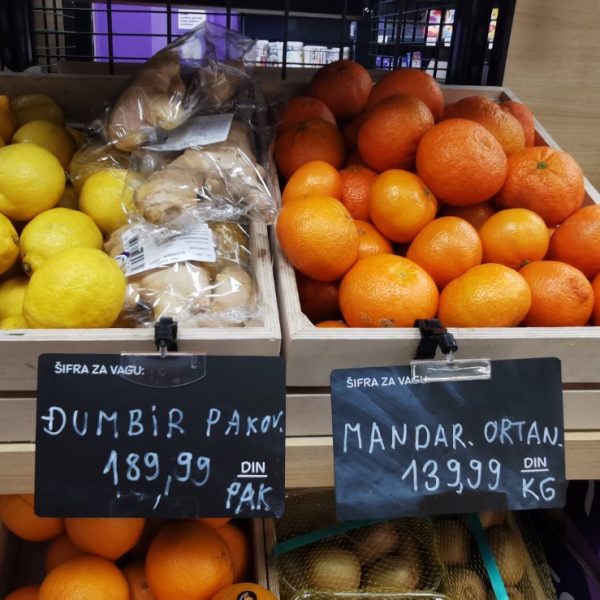 ŠIFRA ZA VAGU:
ĐUMBIR PAKOV.
189,99 DIN
PAK
ŠIFRA ZA VAGU:
MANDAR. ORTAN.
139,99 DIN
KG